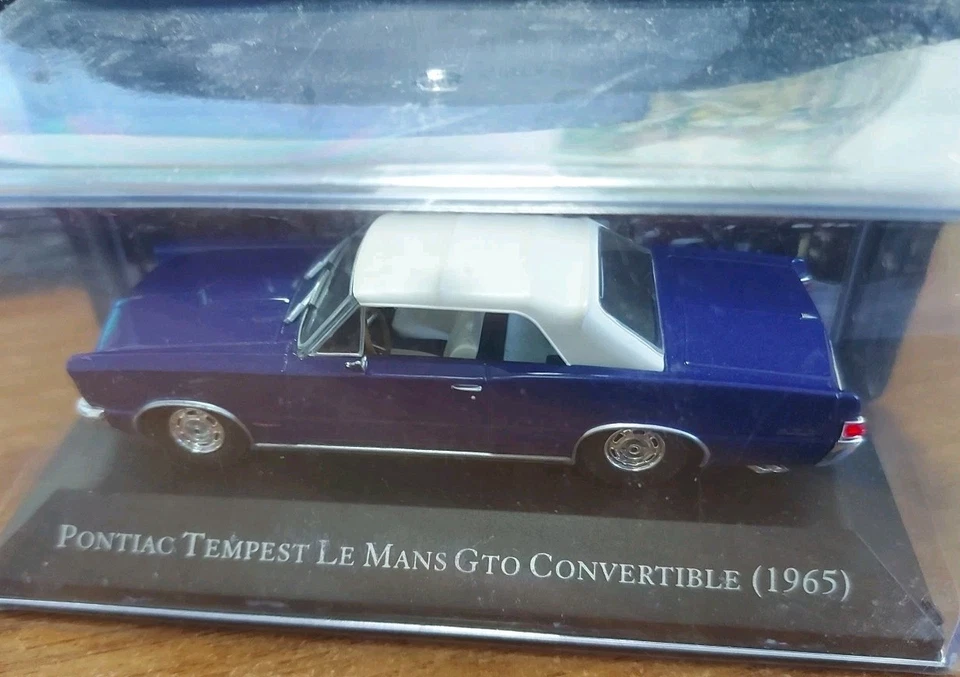 Pontiac Tempest Le Mans Gto Convertible (1965)